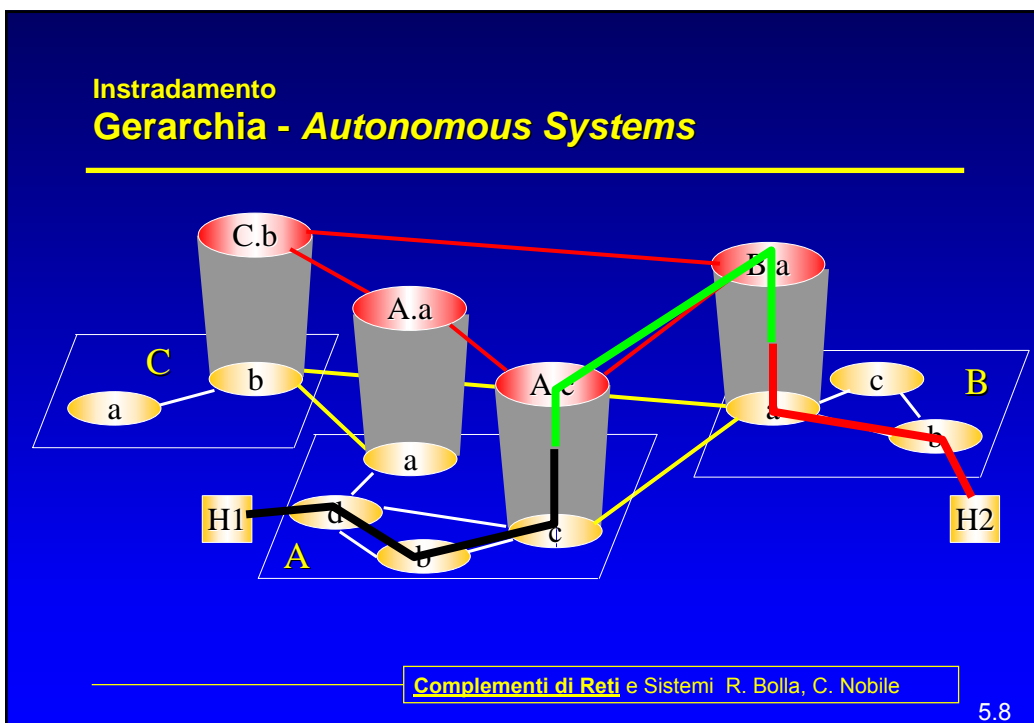 Instradamento
Gerarchia - Autonomous Systems
C.b
B.a
A.a
A.c
C
b
a
c
B
a
b
a
H1
d
c
H2
A
b
Complementi di Reti e Sistemi R. Bolla, C. Nobile
5.8